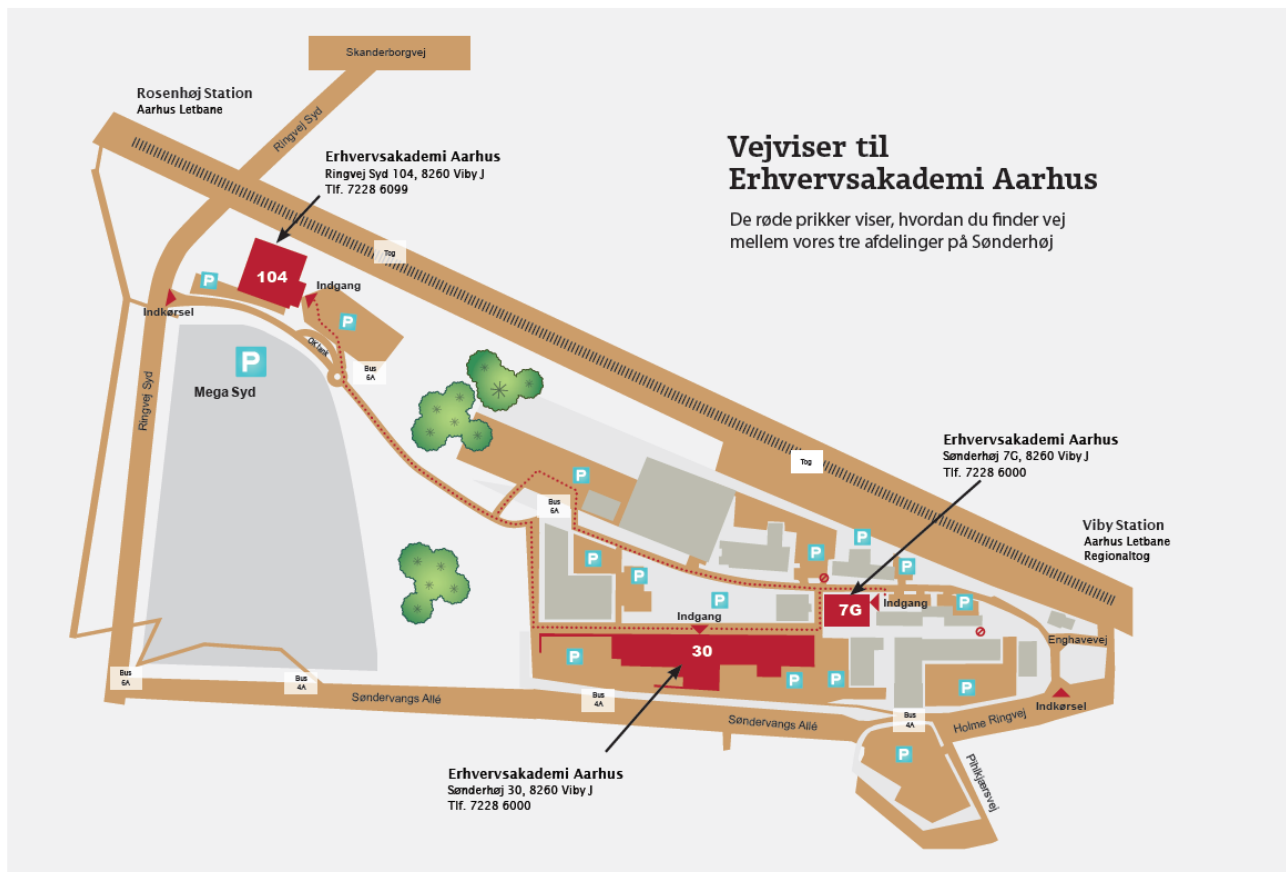 Skanderborgvej
Rosenhøj Station
Aarhus Letbane
Ringvej Syd
Vejviser til
Erhvervsakademi Aarhus
De røde prikker viser, hvordan du finder vej
mellem vores tre afdelinger på Sønderhøj
Erhvervsakademi Aarhus
Ringvej Syd 104, 8260 Viby J
Tlf. 7228 6099
Tog
104
P
Indgang
Indkørsel
P
OK tank
P
Mega Syd
Bus
6A
Ringvej Syd
Erhvervsakademi Aarhus
Sønderhøj 7G, 8260 Viby J
Tlf. 7228 6000
Tog
P
Bus
6A
Viby Station
Aarhus Letbane
Regionaltog
P
P
P
P
P
P
P
Indgang
7G
Indgang
P
30
P
Enghavevej
Bus
6A
Bus
4A
P
P
P
Indkørsel
Søndervangs Allé
Bus
4A
Søndervangs Allé
Bus
4A
Holme Ringvej
P
Pihlkjærsvej
Erhvervsakademi Aarhus
Sønderhøj 30, 8260 Viby J
Tlf. 7228 6000